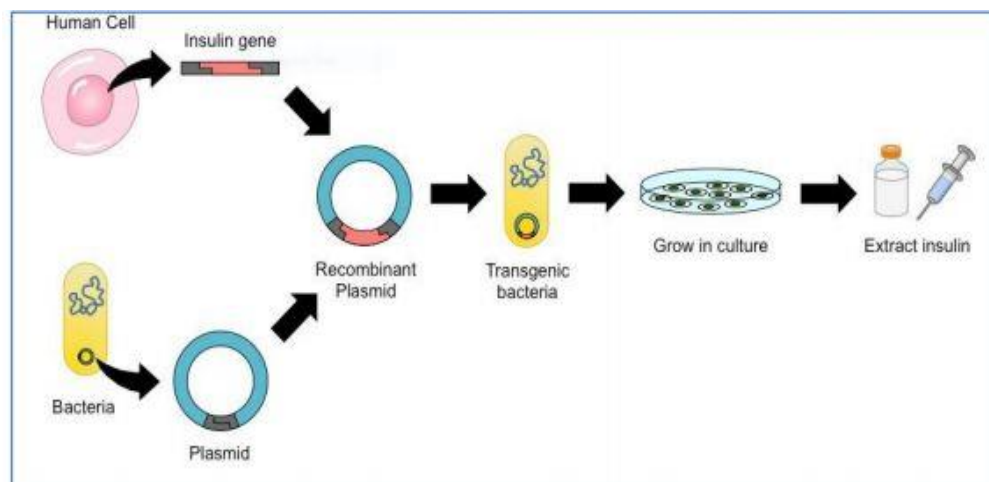 Human Cell
Insulin gene
Recombinant
Plasmid
Transgenic
bacteria
Grow in culture
Extract insulin
Bacteria
Plasmid